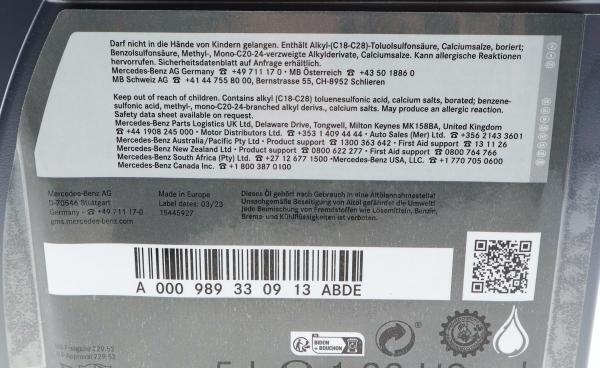 Darf nicht in die Hände von Kindern gelangen. Enthält Alkyl-(C18-C28)-Toluolsulfonsäure, Calciumsalze, boriert;
Benzolsulfonsäure, Methyl-, Mono-C20-24-verzweigte Alkylderivate, Calciumsalze. Kann allergische Reaktionen
hervorrufen. Sicherheitsdatenblatt auf Anfrage erhältlich.
Mercedes-Benz AG Germany ☎ +49 711 17 0 • MB Österreich ☎ +43 50 1886 0
MB Schweiz AG ☎ +41 44 755 80 00, Bernstrasse 55, CH-8952 Schlieren
Keep out of reach of children. Contains alkyl (C18-C28) toluenesulfonic acid, calcium salts, borated; benzene-
sulfonic acid, methyl-, mono-C20-24-branched alkyl derivs., calcium salts. May produce an allergic reaction.
Safety data sheet available on request.
Mercedes-Benz Parts Logistics UK Ltd, Delaware Drive, Tongwell, Milton Keynes MK158BA, United Kingdom
☎ +44 1908 245 000 • Motor Distributors Ltd. ☎ +353 1 409 44 44 • Auto Sales (Mer) Ltd. ☎ +356 2143 3601
Mercedes-Benz Australia/Pacific Pty Ltd • Product support ☎ 1300 363 642 • First Aid support ☎ 13 11 26
Mercedes-Benz New Zealand Ltd • Product support ☎ 0800 622 277 • First Aid support ☎ 0800 764 766
Mercedes-Benz South Africa (Pty) Ltd. ☎ +27 12 677 1500 •Mercedes-Benz USA, LLC. ☎ +1 770 705 0600
Mercedes-Benz Canada Inc. ☎ +1 800 387 0100
Mercedes-Benz AG
D-70546 Stuttgart
Germany • ☎ +49 711 17-0
gms.mercedes-benz.com
Made in Europe
Label dates: 03/23
15445927
Dieses Öl gehört nach Gebrauch in eine Altölannahmestelle!
Unsachgemäße Beseitigung von Altöl gefährdet die Umwelt!
Jede Beimischung von Fremdstoffen wie Lösemitteln, Benzin,
Brems- und Kühlflüssigkeiten ist verboten.
A 000 989 33 09 13 ABDE
BIDON
+ BOUCHON
229.52
Approval 229.52